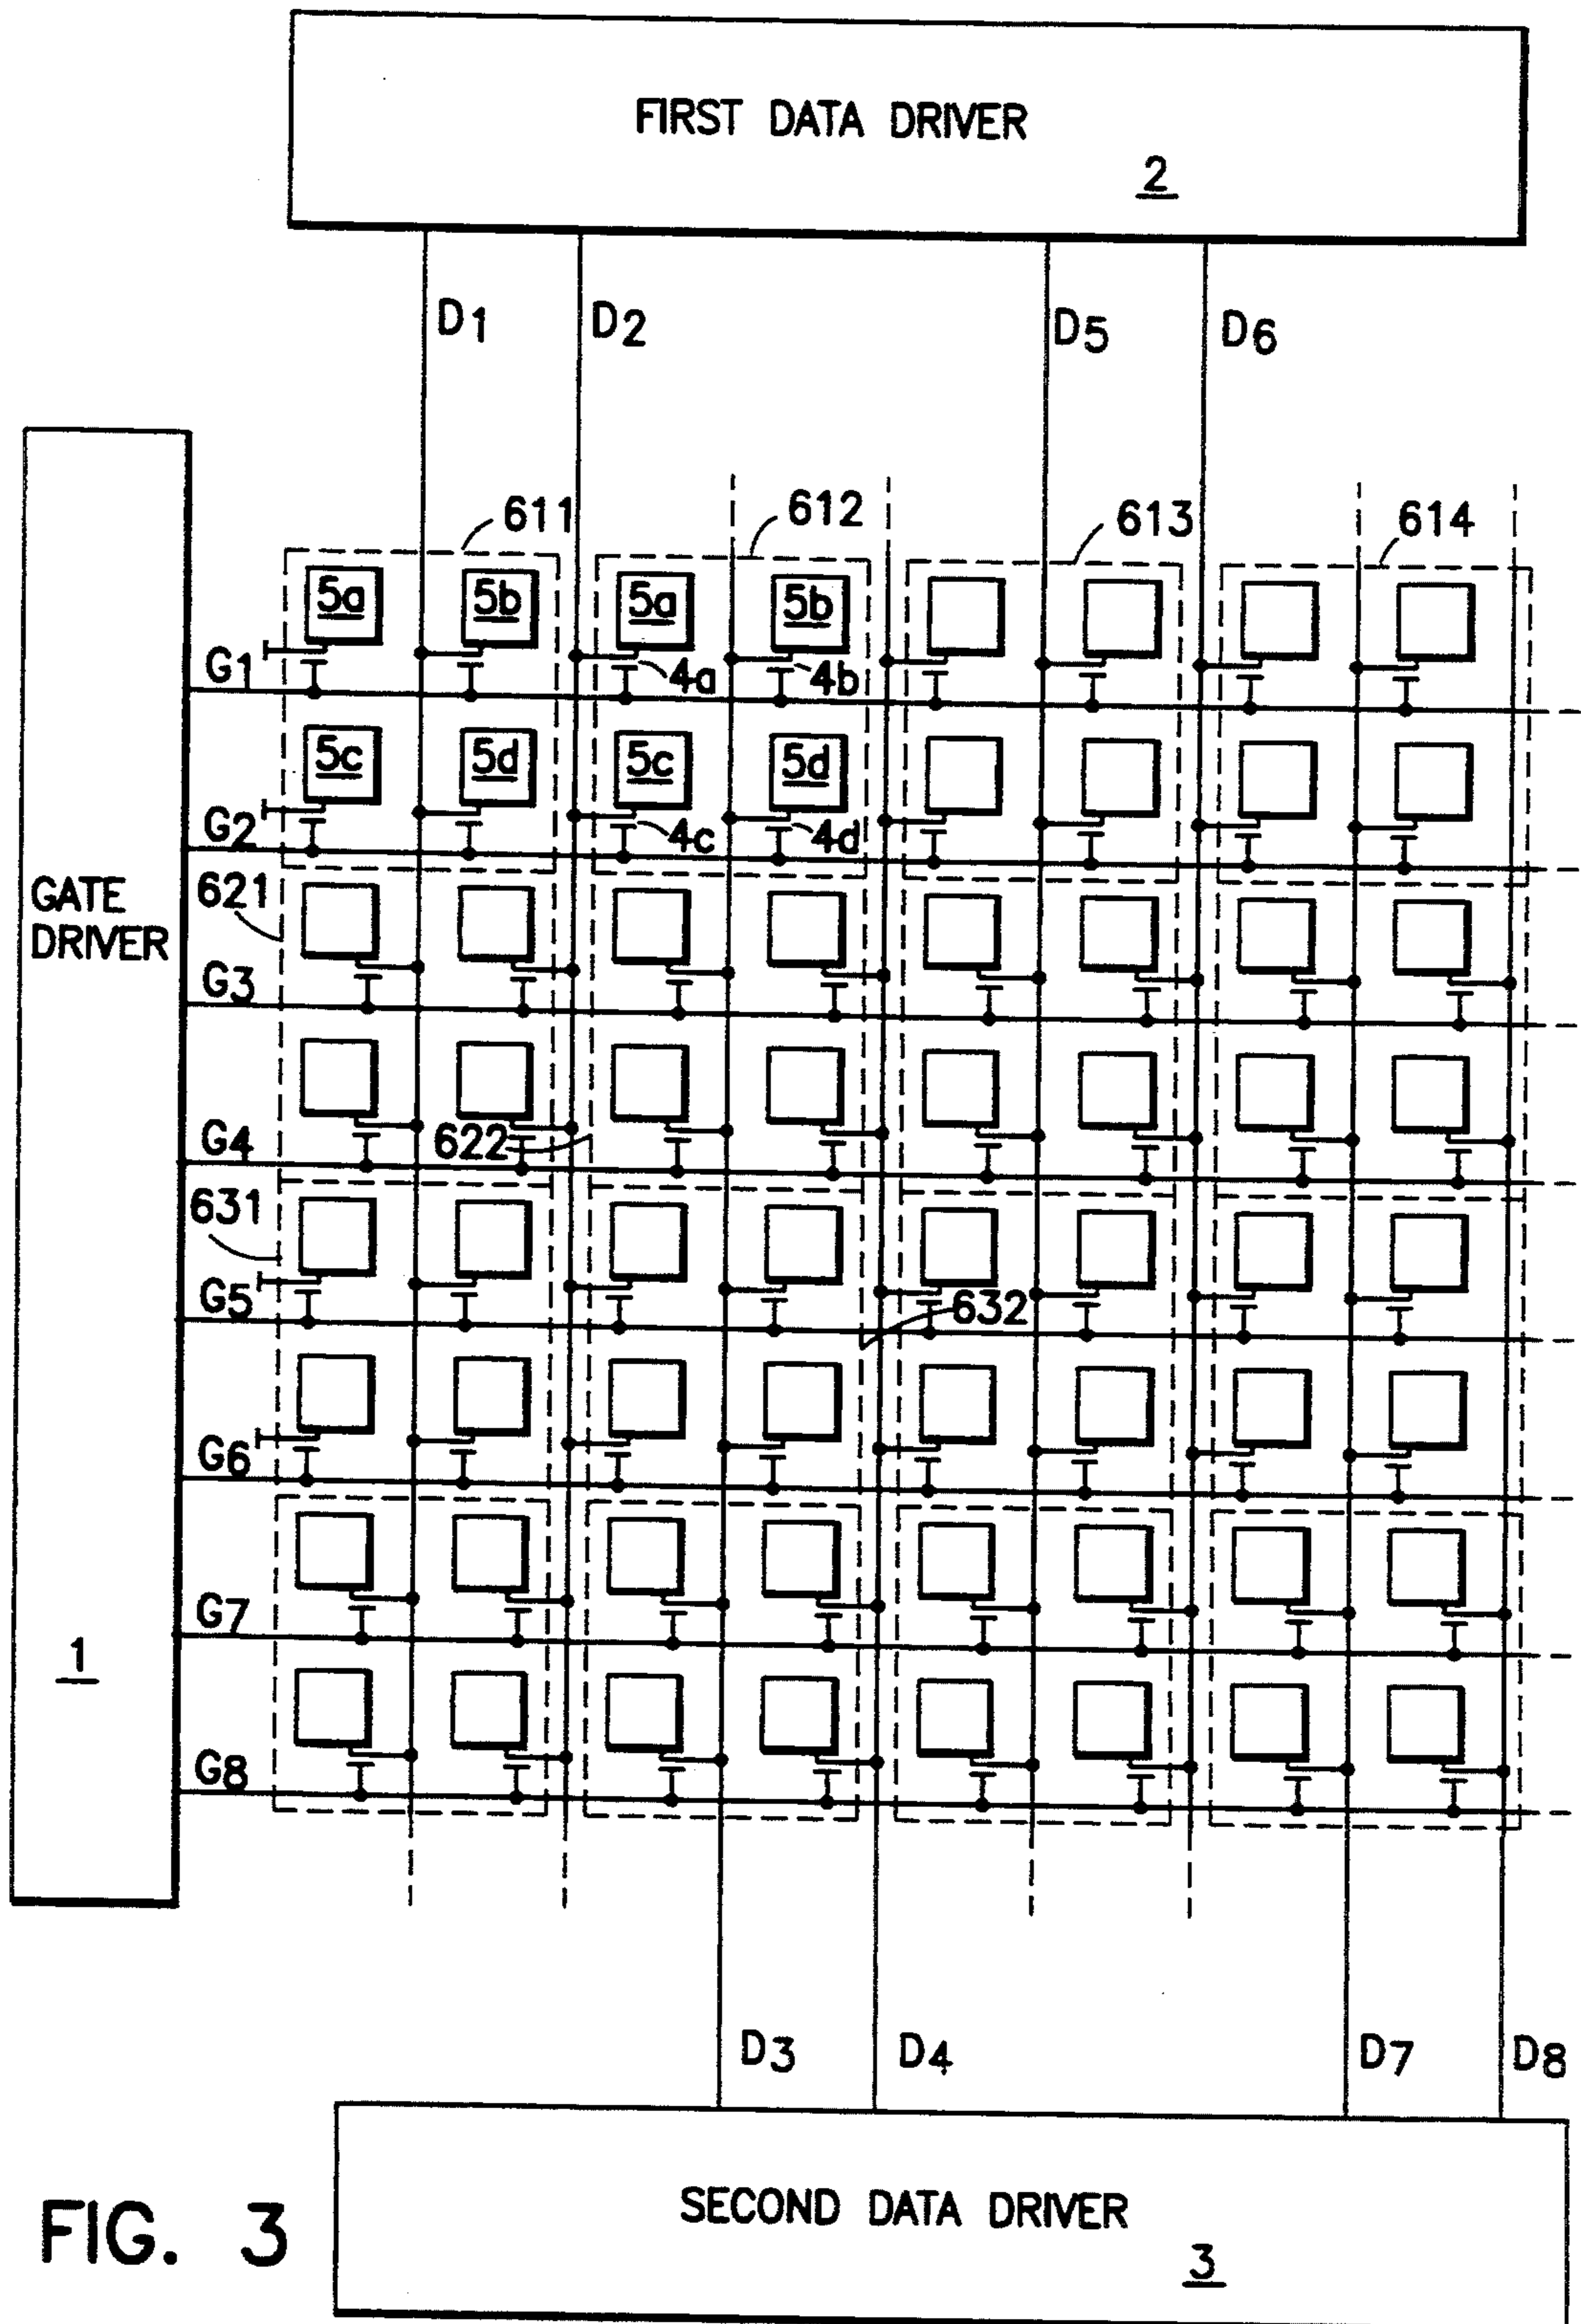 FIRST DATA DRIVER
2
D1 D2 D5 D6
611 612 613 614
5a 5b 5a 5b
G1 4a 4b
5c 5d 5c 5d
G2 4c 4d
GATE
DRIVER
621
G3
G4 622
631
G5 632
G6
G7
1
G8
D3 D4 D7 D8
SECOND DATA DRIVER
3
FIG. 3